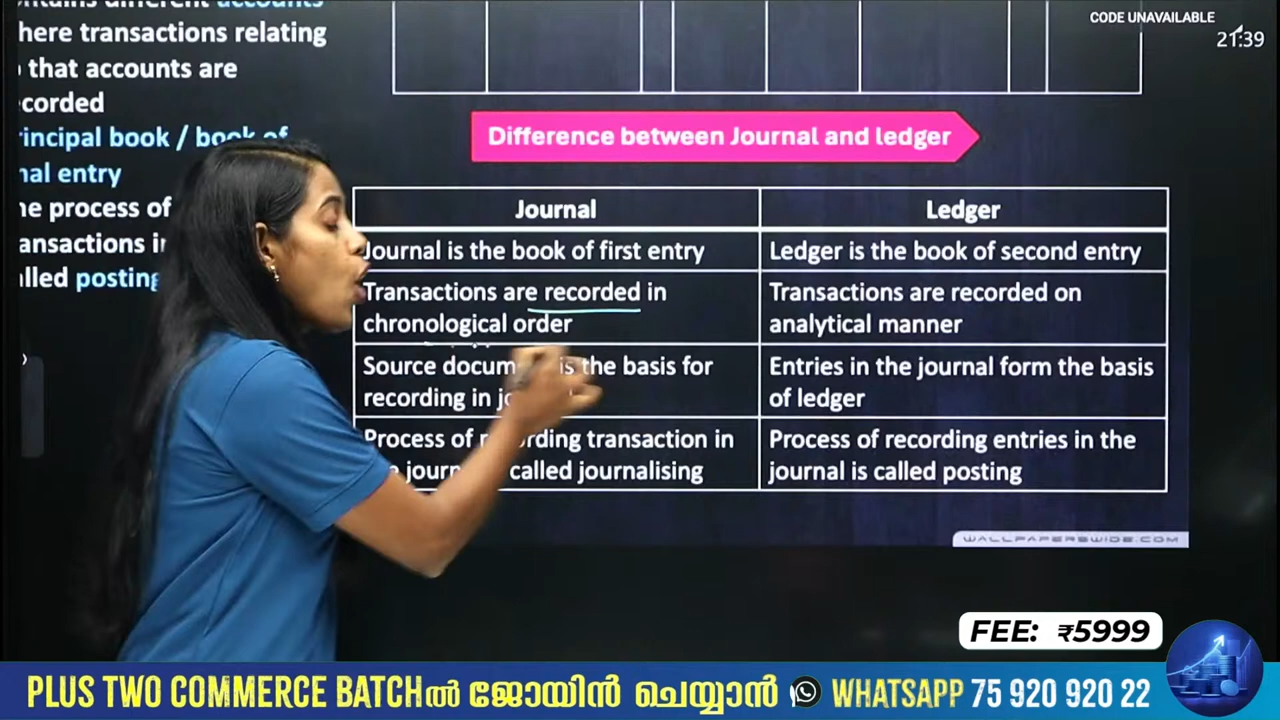 accounts
here transactions relating
that accounts are
corded
rincipal book / book of
nal entry
process of
ansactions
lled posting
CODE UNAVAILABLE
21:39
Difference between Journal and ledger
Journal Ledger
Journal is the book of first entry
Ledger is the book of second entry
Transactions are recorded in
chronological order
Transactions are recorded on
analytical manner
Source is the basis for
recording in
Entries in the journal form the basis
of ledger
Process of transaction in
called journalising
Process of recording entries in the
journal is called posting
WALLPAPERSWIDE.COM
FEE: ₹5999
PLUS TWO COMMERCE BATCHൽ ജോയിൻ ചെയ്യാൻ WHATSAPP 75 920 920 22